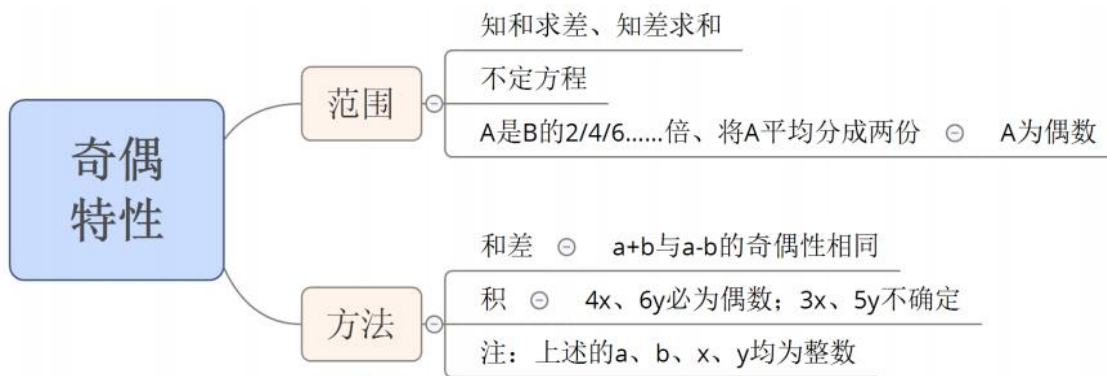 奇偶
特性
范围
知和求差、知差求和
不定方程
A是B的2/4/6......倍、将A平均分成两份
A为偶数
方法
和差
a+b与a-b的奇偶性相同
积
4x、6y必为偶数；3x、5y不确定
注：上述的a、b、x、y均为整数